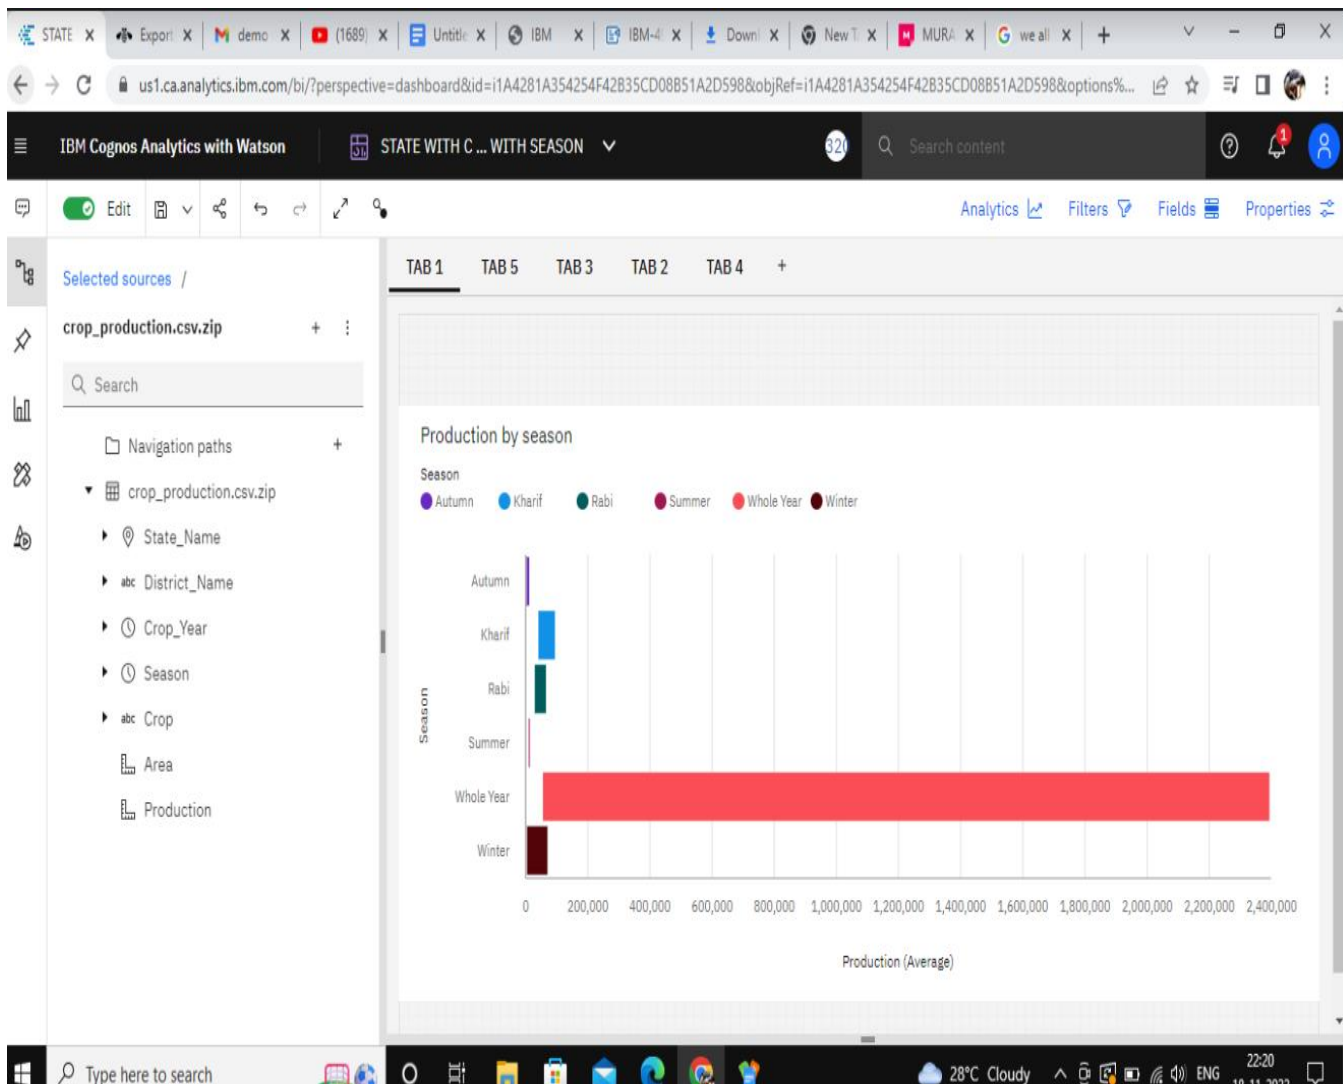 STATE
Export
demo
(1689)
Untitle
IBM
IBM-4
Downl
New T
MURA
we all
us1.ca.analytics.ibm.com/bi/?perspective=dashboard&id=i1A4281A354254F42B35CD08B51A2D598&objRef=i1A4281A354254F42B35CD08B51A2D598&options%...
IBM Cognos Analytics with Watson
STATE WITH C ... WITH SEASON
320
Search content
1
Edit
Analytics
Filters
Fields
Properties
Selected sources /
crop_production.csv.zip
Search
Navigation paths
crop_production.csv.zip
State_Name
abc District_Name
Crop_Year
Season
abc Crop
Area
Production
TAB 1 TAB 5 TAB 3 TAB 2 TAB 4 +
Production by season
Season
Autumn Kharif Rabi Summer Whole Year Winter
Season
Autumn
Kharif
Rabi
Summer
Whole Year
Winter
0 200,000 400,000 600,000 800,000 1,000,000 1,200,000 1,400,000 1,600,000 1,800,000 2,000,000 2,200,000 2,400,000
Production (Average)
Type here to search
28°C Cloudy
ENG
22:20